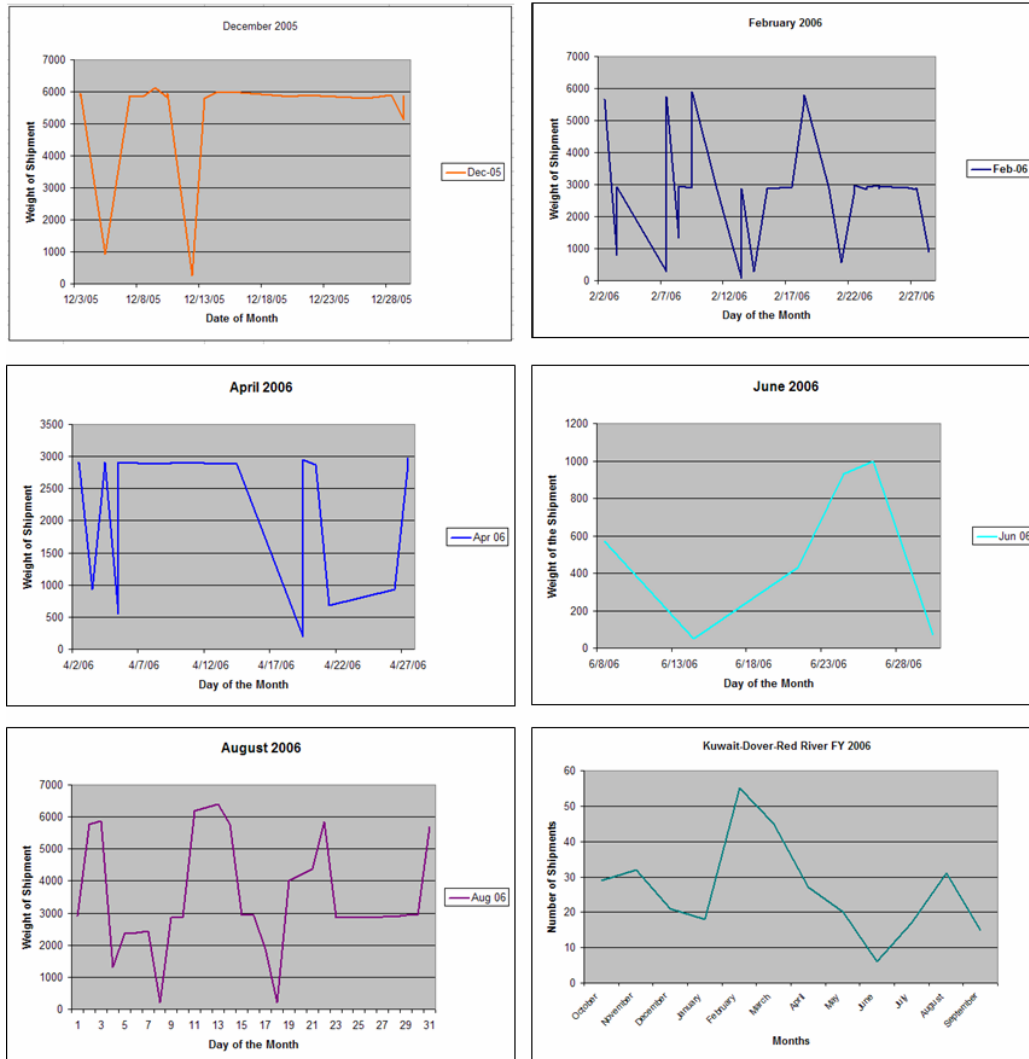 December 2005
7000
6000
5000
4000
3000
2000
1000
0
Weight of Shipment
12/3/05 12/8/05 12/13/05 12/18/05 12/23/05 12/28/05
Date of Month
Dec-05
February 2006
7000
6000
5000
4000
3000
2000
1000
0
Weight of Shipment
2/2/06 2/7/06 2/12/06 2/17/06 2/22/06 2/27/06
Day of the Month
Feb-06
April 2006
3500
3000
2500
2000
1500
1000
500
0
Weight of Shipment
4/2/06 4/7/06 4/12/06 4/17/06 4/22/06 4/27/06
Day of the Month
Apr 06
June 2006
1200
1000
800
600
400
200
0
Weight of the Shipment
6/8/06 6/13/06 6/18/06 6/23/06 6/28/06
Day of the Month
Jun 06
August 2006
7000
6000
5000
4000
3000
2000
1000
0
Weight of Shipment
1 3 5 7 9 11 13 15 17 19 21 23 25 27 29 31
Day of the Month
Aug 06
Kuwait-Dover-Red River FY 2006
60
50
40
30
20
10
0
Number of Shipments
October November December January February March April May June July August September
Months